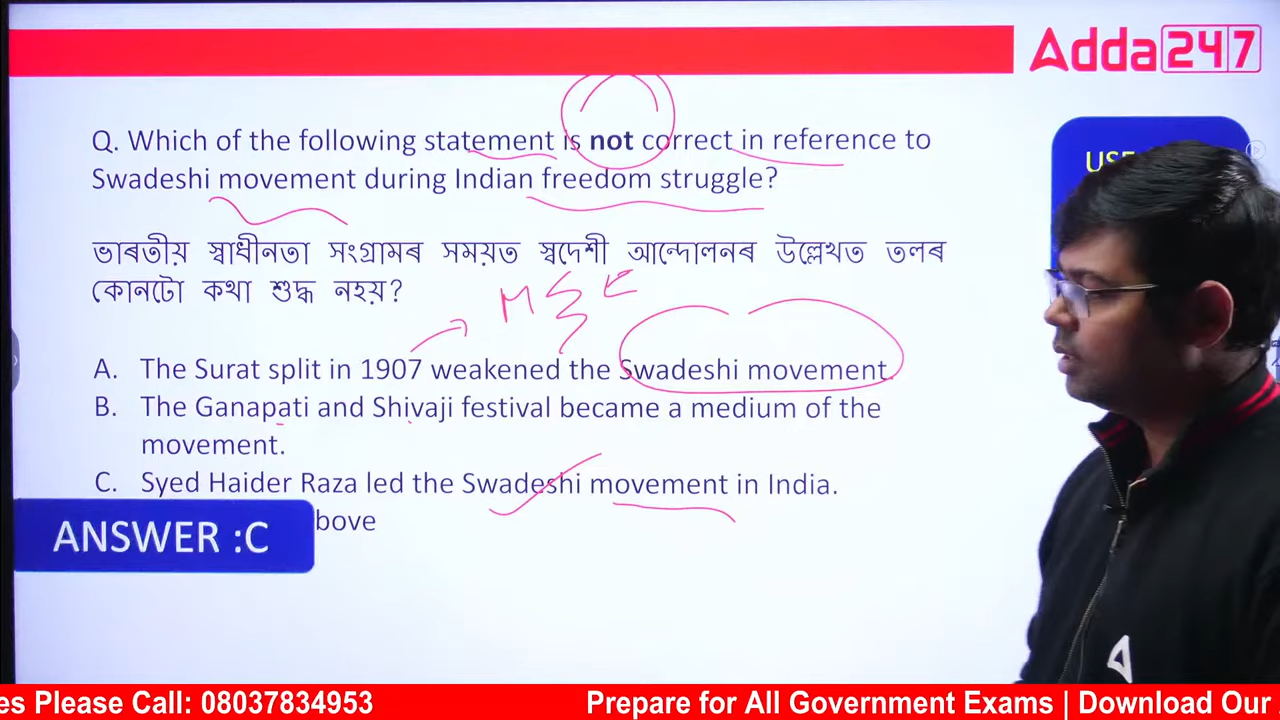 Adda247
Q. Which of the following statement is not correct in reference to
Swadeshi movement during Indian freedom struggle?
USE
ভাৰতীয় স্বাধীনতা সংগ্ৰামৰ সময়ত স্বদেশী আন্দোলনৰ উল্লেখত তলৰ
কোনটো কথা শুদ্ধ নহয়?
M E
A. The Surat split in 1907 weakened the Swadeshi movement.
B. The Ganapati and Shivaji festival became a medium of the
movement.
C. Syed Haider Raza led the Swadeshi movement in India.
bove
ANSWER :C
es Please Call: 08037834953 Prepare for All Government Exams | Download Our